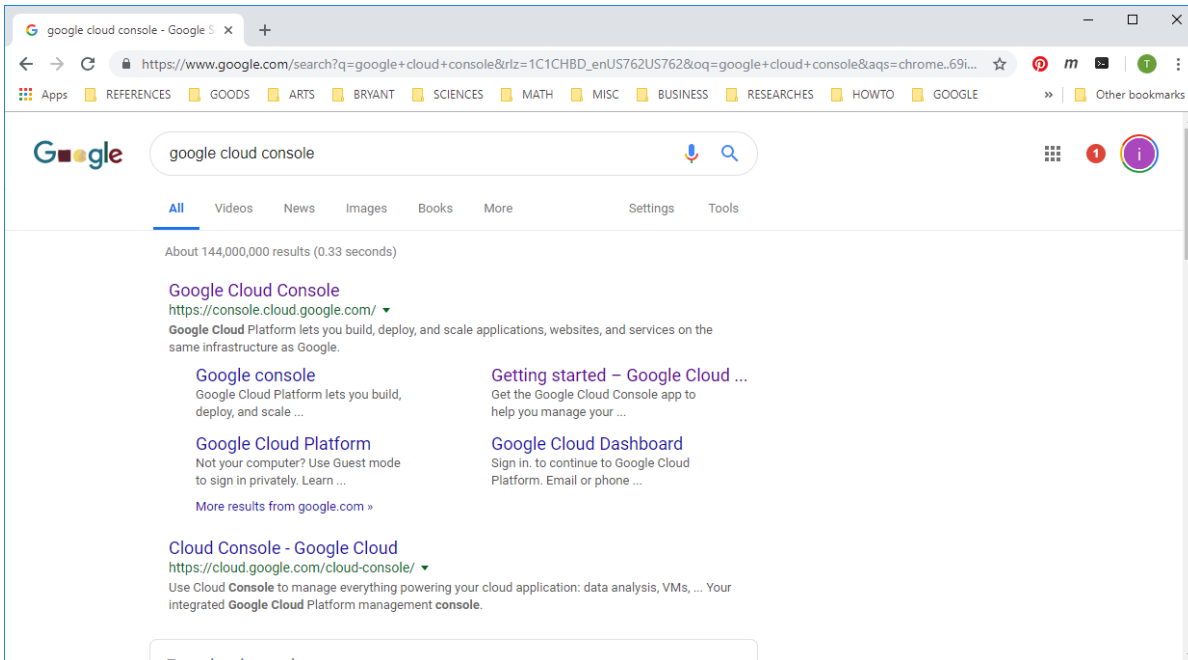 google cloud console - Google S
https://www.google.com/search?q=google+cloud+console&rlz=1C1CHBD_enUS762US762&oq=google+cloud+console&aqs=chrome..69i...
m
T
Apps REFERENCES GOODS ARTS BRYANT SCIENCES MATH MISC BUSINESS RESEARCHES HOWTO GOOGLE » Other bookmarks
google cloud console
1
i
All Videos News Images Books More Settings Tools
About 144,000,000 results (0.33 seconds)
Google Cloud Console
https://console.cloud.google.com/
Google Cloud Platform lets you build, deploy, and scale applications, websites, and services on the
same infrastructure as Google.
Google console
Google Cloud Platform lets you build,
deploy, and scale ...
Getting started – Google Cloud ...
Get the Google Cloud Console app to
help you manage your ...
Google Cloud Platform
Not your computer? Use Guest mode
to sign in privately. Learn ...
Google Cloud Dashboard
Sign in. to continue to Google Cloud
Platform. Email or phone ...
More results from google.com »
Cloud Console - Google Cloud
https://cloud.google.com/cloud-console/
Use Cloud Console to manage everything powering your cloud application: data analysis, VMs, ... Your
integrated Google Cloud Platform management console.